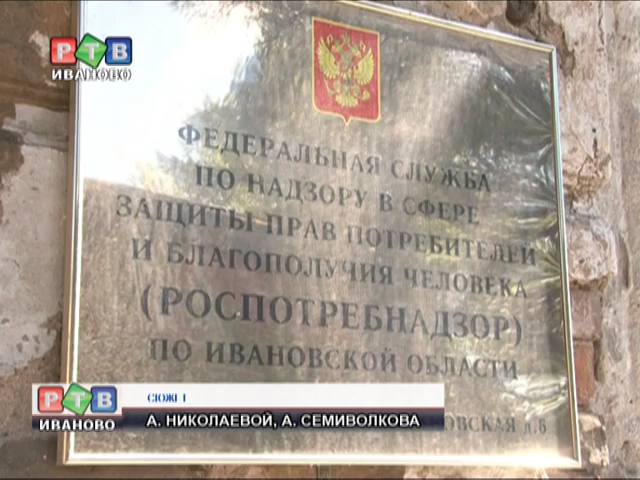 РТВ
ИВАНОВО
ФЕДЕРАЛЬНАЯ СЛУЖБА
ПО НАДЗОРУ В СФЕРЕ
ЗАЩИТЫ ПРАВ ПОТРЕБИТЕЛЕЙ
И БЛАГОПОЛУЧИЯ ЧЕЛОВЕКА
(РОСПОТРЕБНАДЗОР)
ПО ИВАНОВСКОЙ ОБЛАСТИ
РТВ
ИВАНОВО
А. НИКОЛАЕВОЙ, А. СЕМИВОЛКОВА